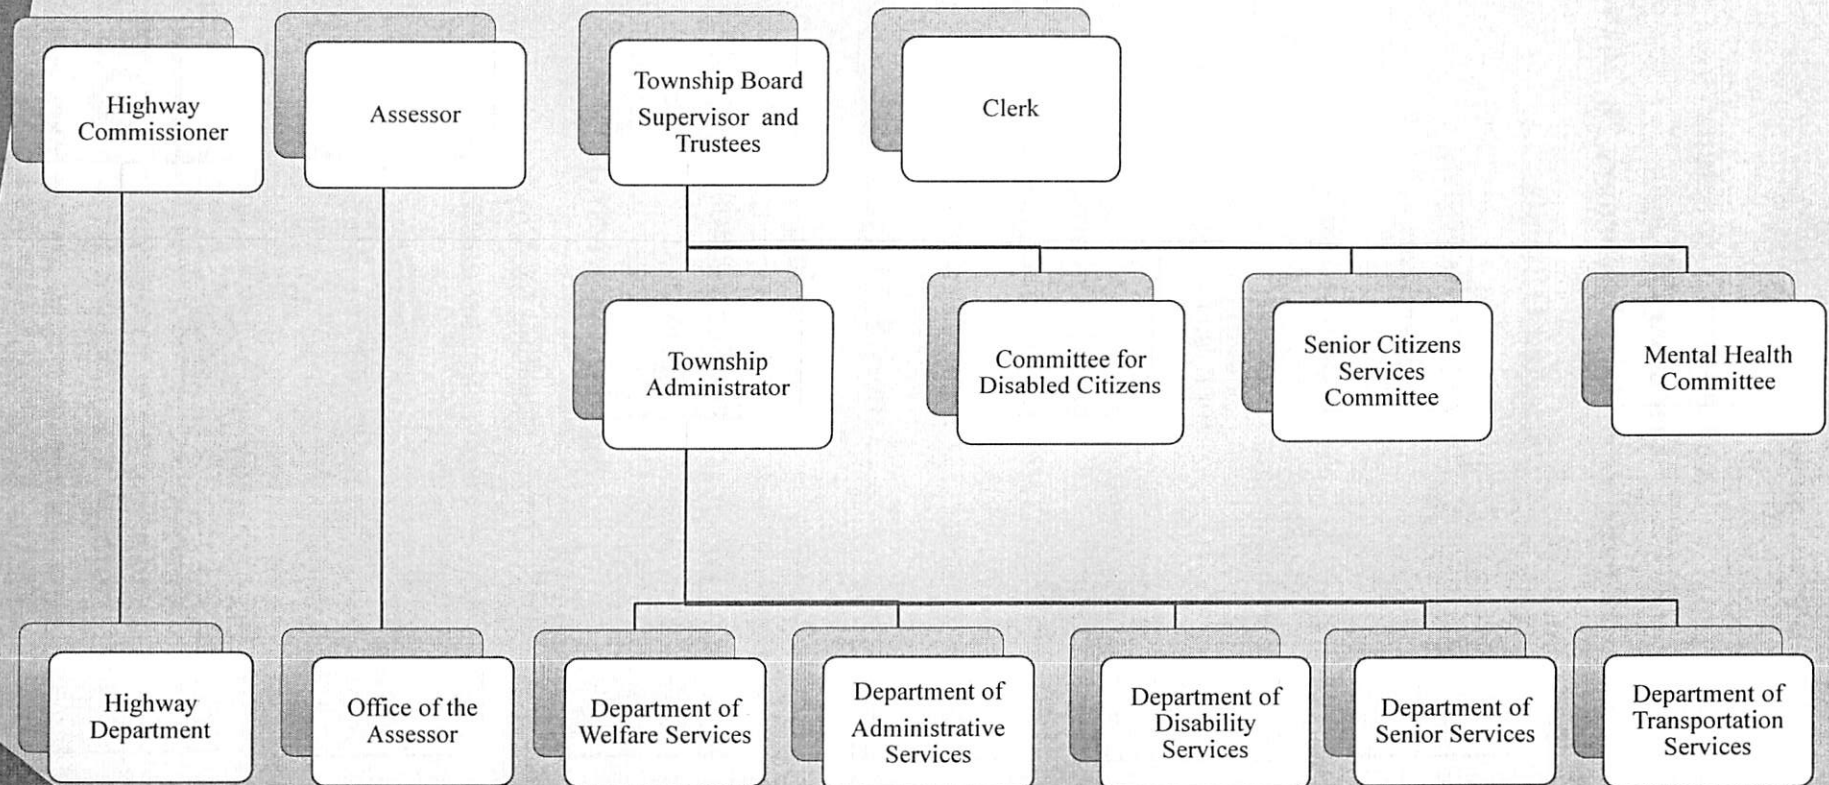 Highway
Commissioner
Assessor
Township Board
Supervisor and
Trustees
Clerk
Township
Administrator
Committee for
Disabled Citizens
Senior Citizens
Services
Committee
Mental Health
Committee
Highway
Department
Office of the
Assessor
Department of
Welfare Services
Department of
Administrative
Services
Department of
Disability
Services
Department of
Senior Services
Department of
Transportation
Services